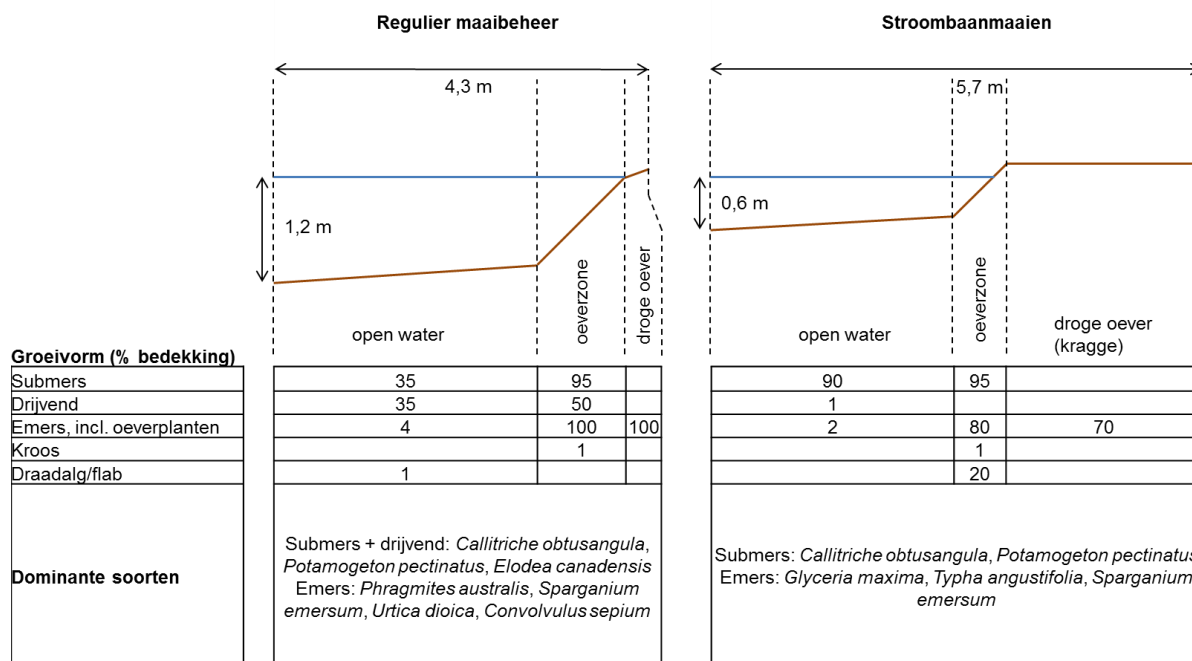 Regulier maaibeheer
Stroombaanmaaien
4,3 m
5,7 m
1,2 m
0,6 m
open water
oeverzone
droge oever
open water
oeverzone
droge oever
(kragge)
Groeivorm (% bedekking)
Submers 35 95 90 95
Drijvend 35 50 1
Emers, incl. oeverplanten 4 100 100 2 80 70
Kroos 1 1
Draadalg/flab 1 20
Dominante soorten
Submers + drijvend: Callitriche obtusangula,
Potamogeton pectinatus, Elodea canadensis
Emers: Phragmites australis, Sparganium
emersum, Urtica dioica, Convolvulus sepium
Submers: Callitriche obtusangula, Potamogeton pectinatus
Emers: Glyceria maxima, Typha angustifolia, Sparganium
emersum